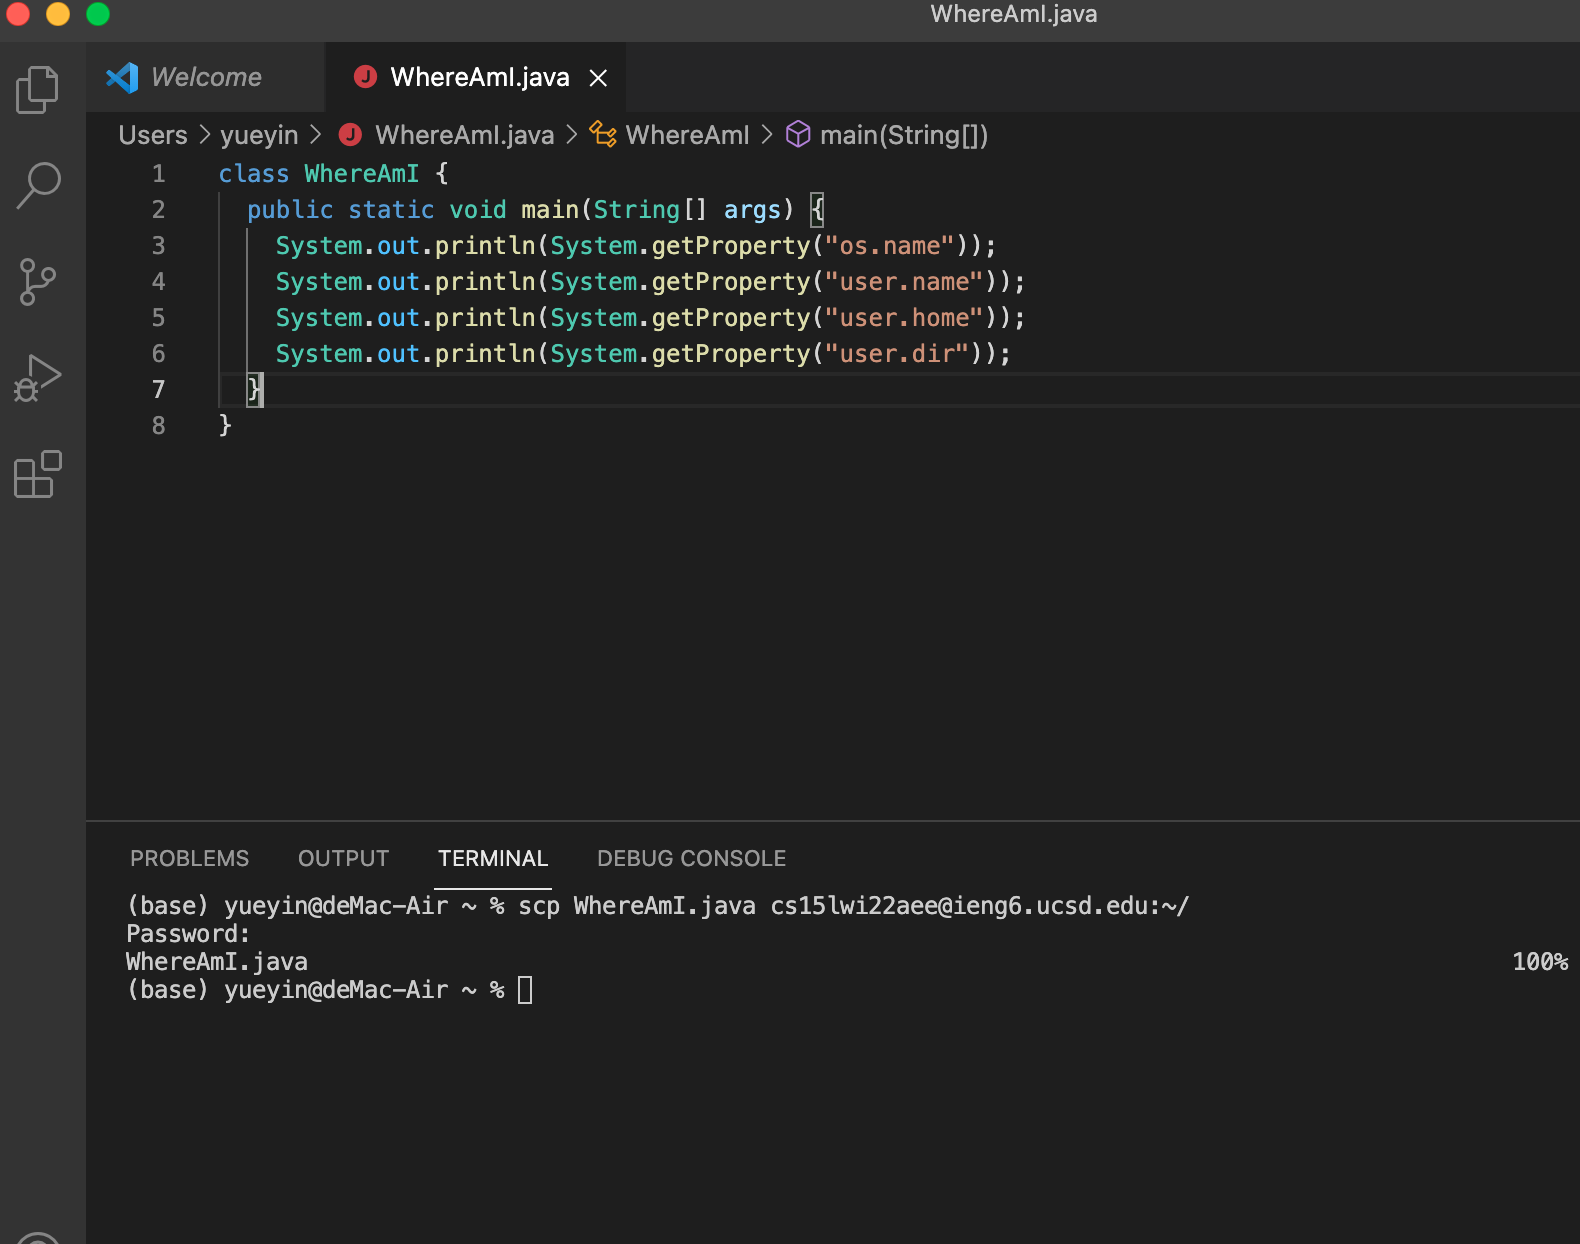 WhereAmI.java
Welcome WhereAmI.java
Users yueyin WhereAmI.java WhereAmI main(String[])
1 class WhereAmI {
2 public static void main(String[] args) {
3 System.out.println(System.getProperty("os.name"));
4 System.out.println(System.getProperty("user.name"));
5 System.out.println(System.getProperty("user.home"));
6 System.out.println(System.getProperty("user.dir"));
7 }
8 }
PROBLEMS OUTPUT TERMINAL DEBUG CONSOLE
(base) yueyin@deMac-Air ~ % scp WhereAmI.java cs15lwi22aee@ieng6.ucsd.edu:~/
Password:
WhereAmI.java 100%
(base) yueyin@deMac-Air ~ %